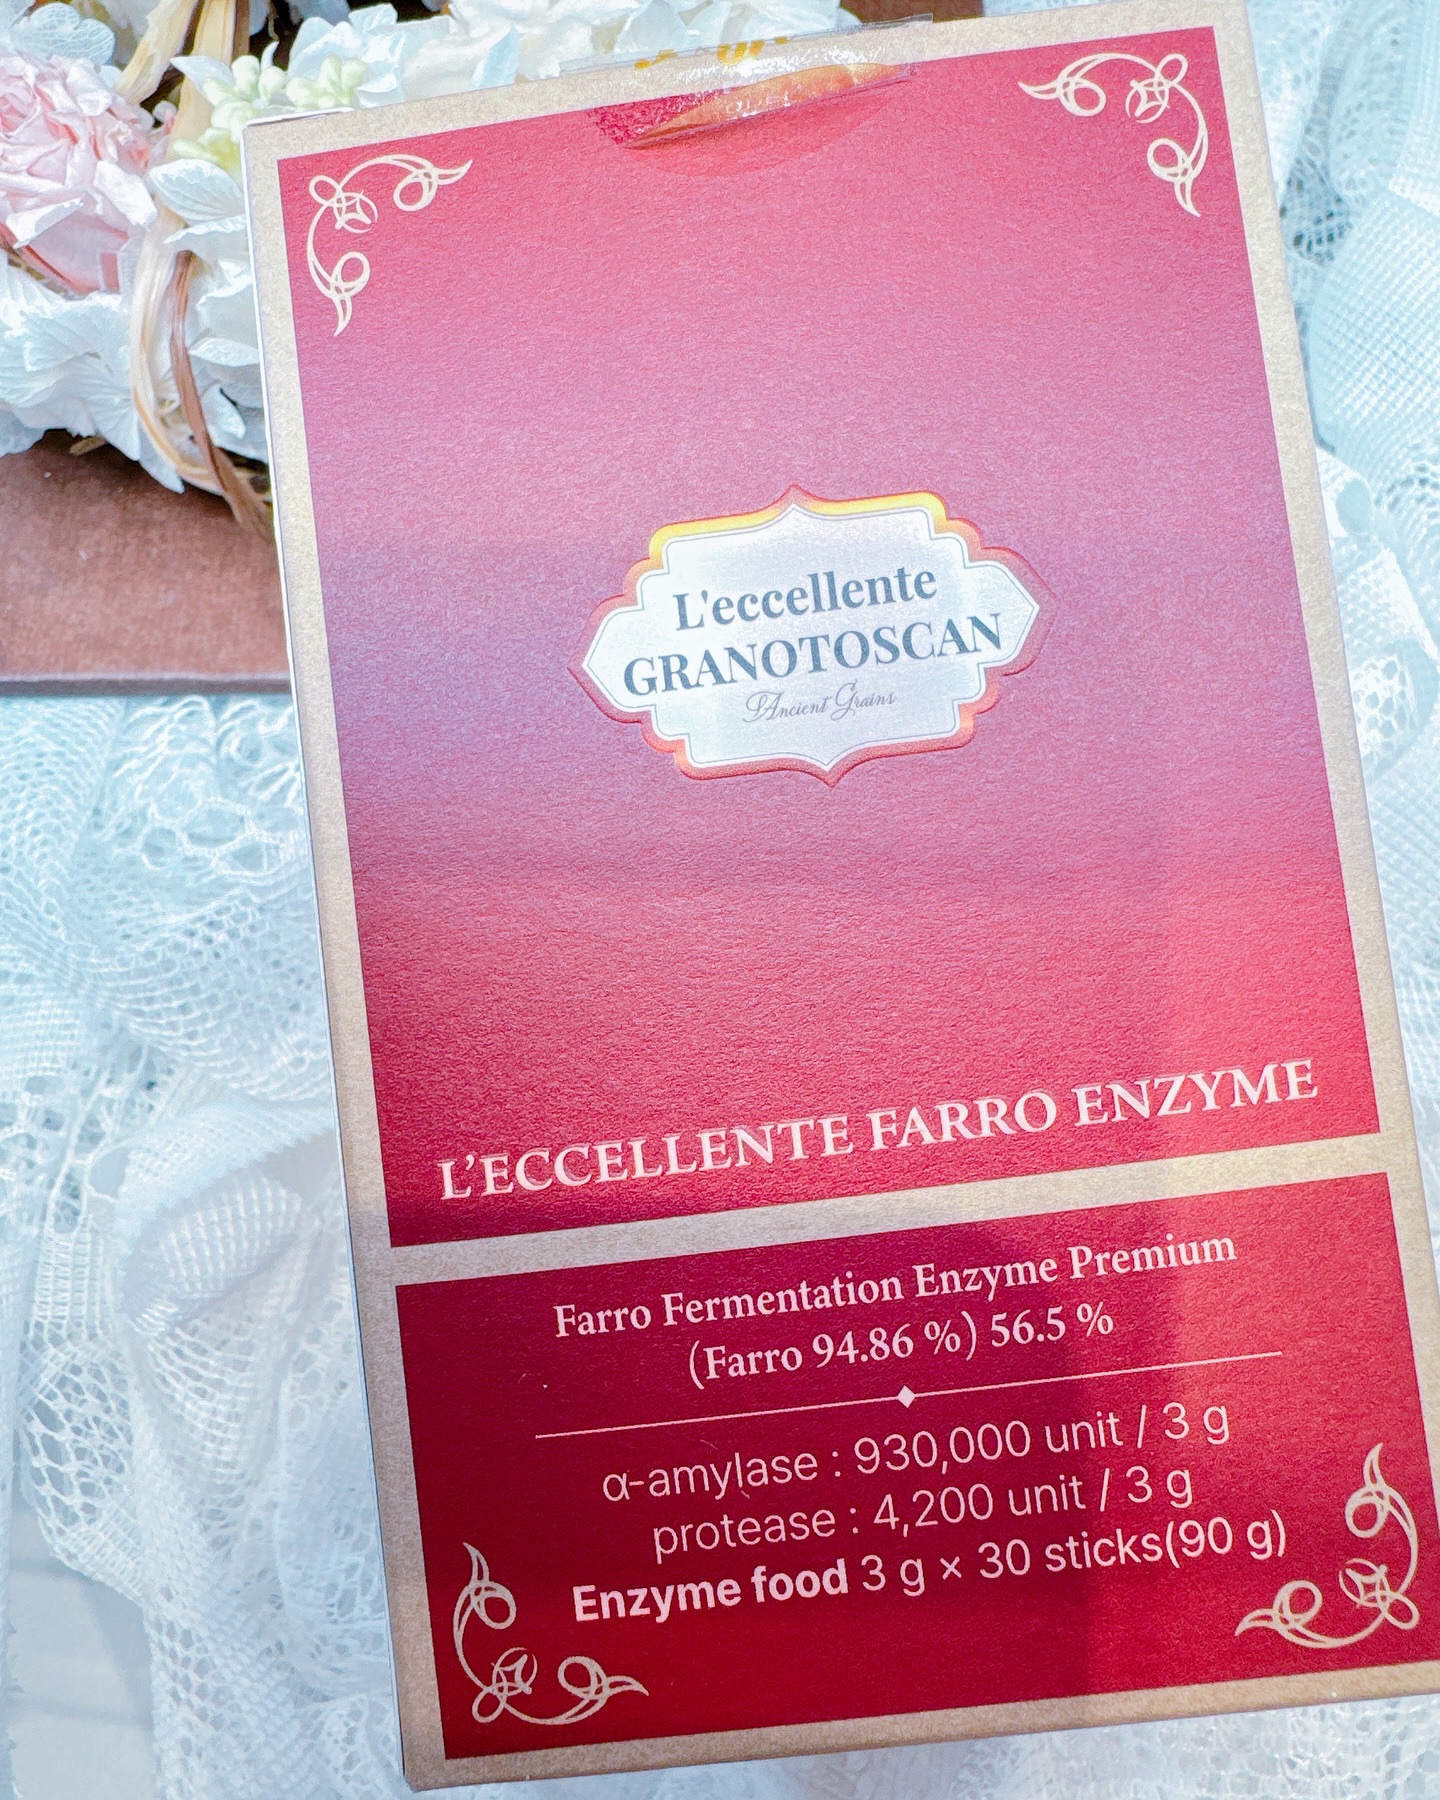 L'eccellente
GRANOTOSCAN
Ancient Grains
L’ECCELLENTE FARRO ENZYME
Farro Fermentation Enzyme Premium
(Farro 94.86 %) 56.5 %
α-amylase : 930,000 unit / 3 g
protease : 4,200 unit / 3 g
Enzyme food 3 g × 30 sticks(90 g)